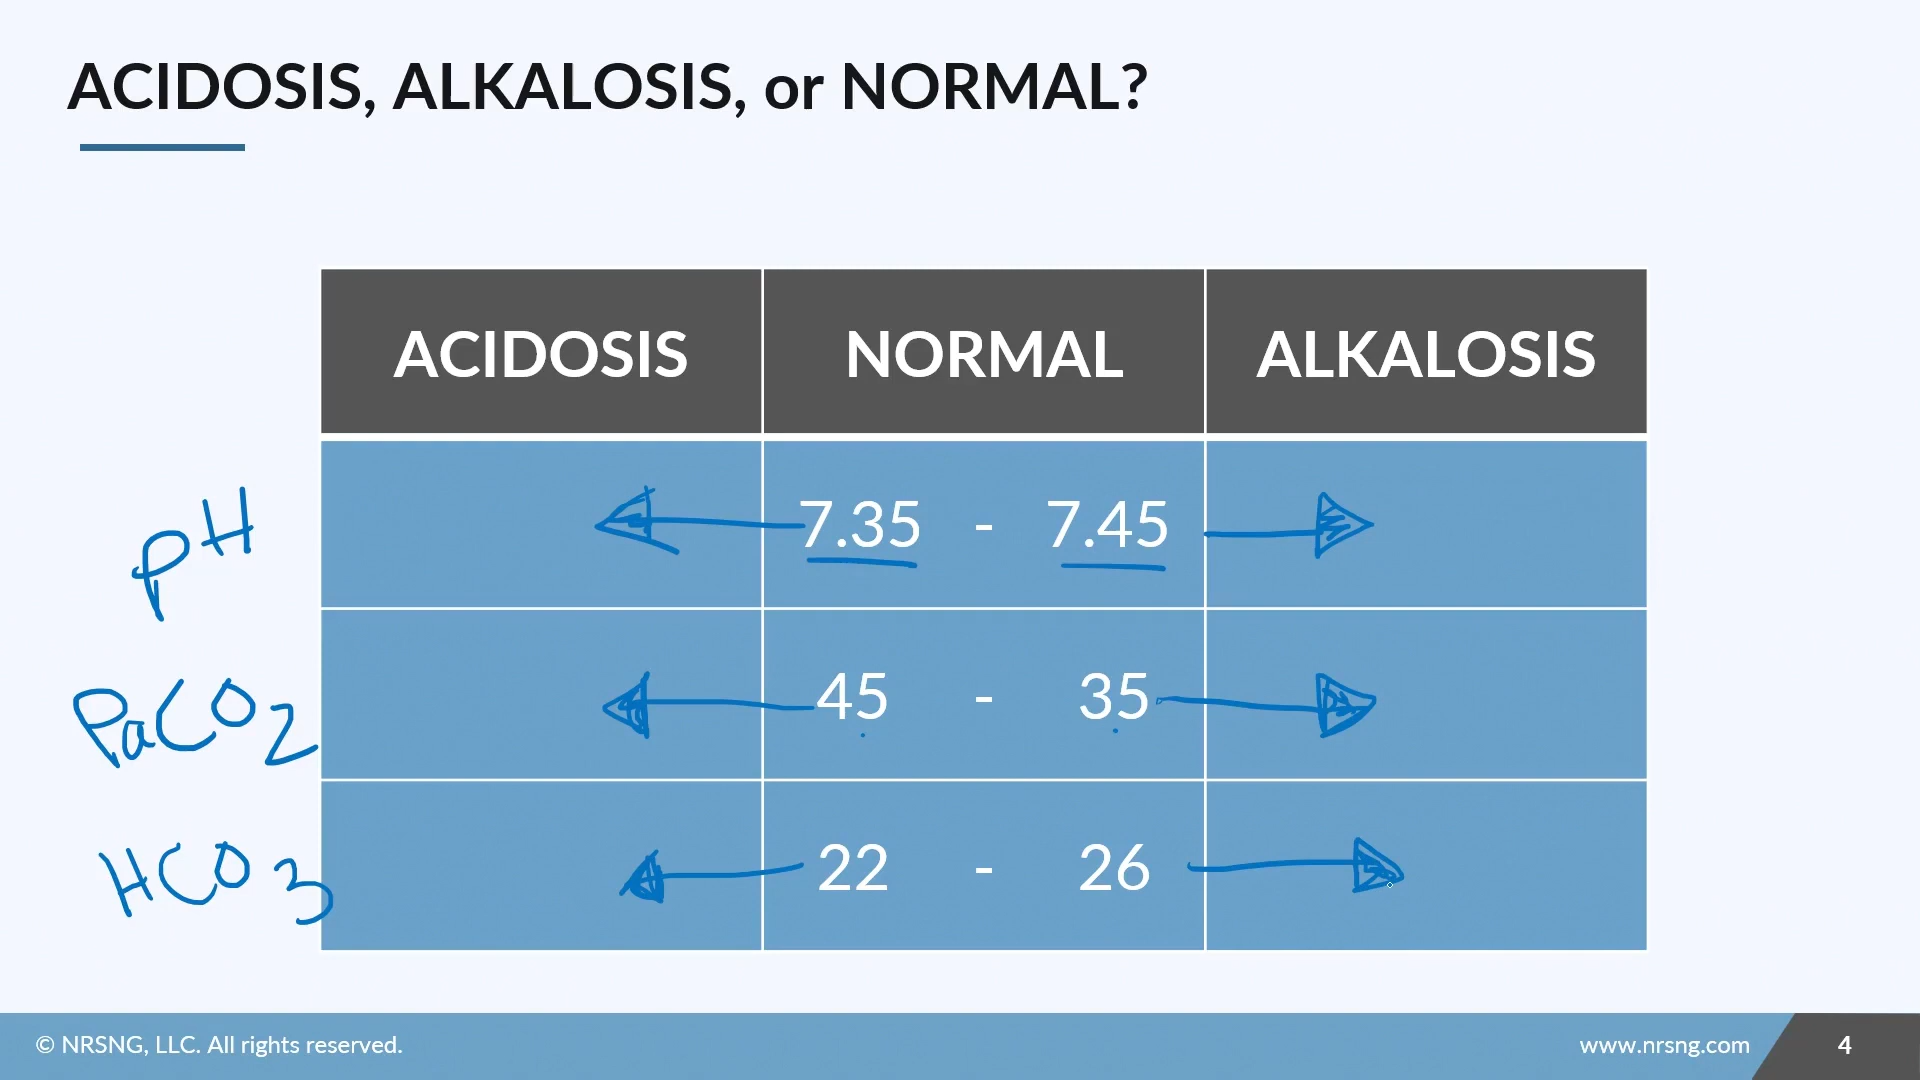 ACIDOSIS, ALKALOSIS, or NORMAL?
ACIDOSIS NORMAL ALKALOSIS
pH 7.35 - 7.45
PaCO2 45 - 35
HCO3 22 - 26
© NRSNG, LLC. All rights reserved. www.nrsng.com 4